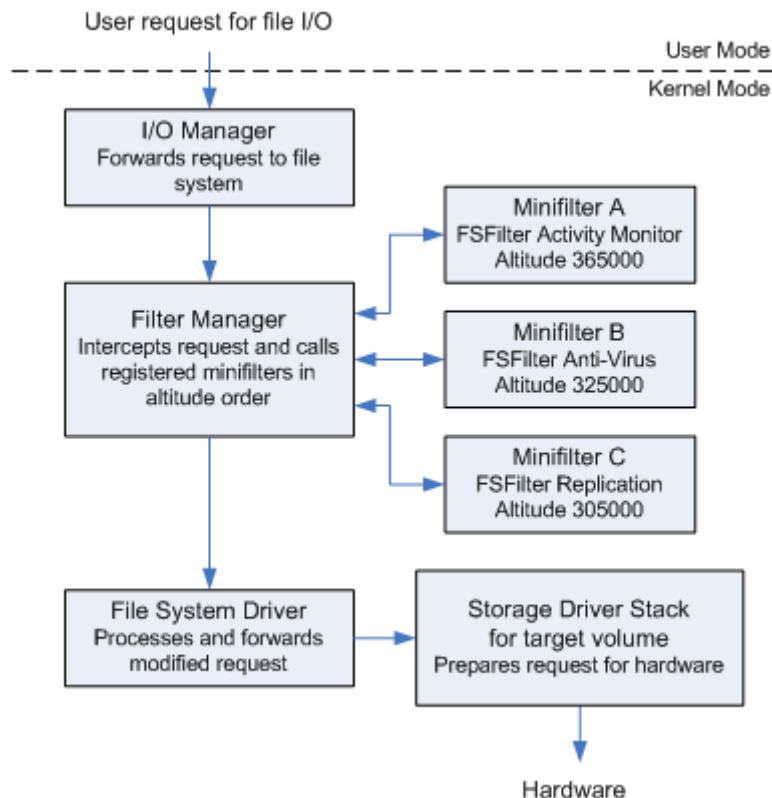 User request for file I/O
User Mode
Kernel Mode
I/O Manager
Forwards request to file
system
Minifilter A
FSFilter Activity Monitor
Altitude 365000
Filter Manager
Intercepts request and calls
registered minifilters in
altitude order
Minifilter B
FSFilter Anti-Virus
Altitude 325000
Minifilter C
FSFilter Replication
Altitude 305000
File System Driver
Processes and forwards
modified request
Storage Driver Stack
for target volume
Prepares request for hardware
Hardware